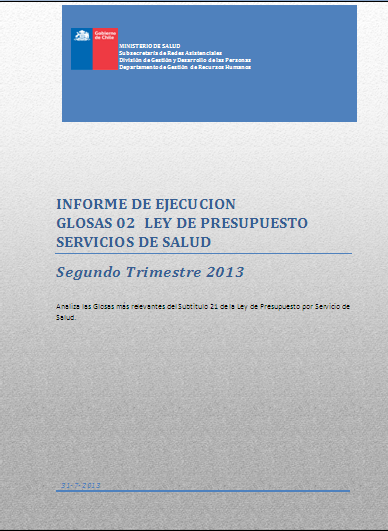 Gobierno
de Chile
MINISTERIO DE SALUD
Subsecretaría de Redes Asistenciales
División de Gestión y Desarrollo de las Personas
Departamento de Gestión de Recursos Humanos
INFORME DE EJECUCION
GLOSAS 02 LEY DE PRESUPUESTO
SERVICIOS DE SALUD
Segundo Trimestre 2013
Analiza las Glosas más relevantes del Subtítulo 21 de la Ley de Presupuesto por Servicio de
Salud.
31-7-2013